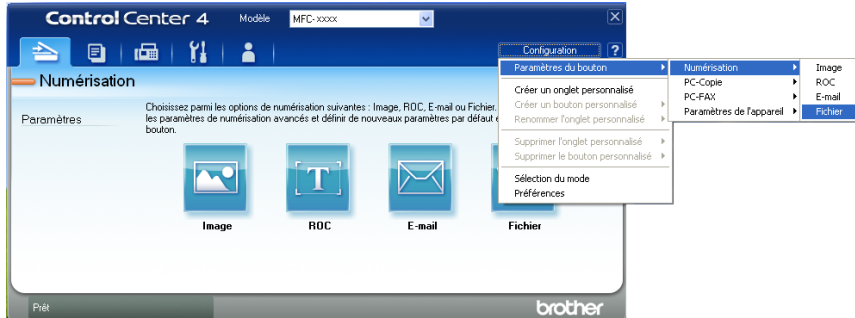 Control Center 4
Modèle
MFC-xxxx
Configuration
?
Numérisation
Paramètres
Choisissez parmi les options de numérisation suivantes : Image, ROC, E-mail ou Fichier.
les paramètres de numérisation avancés et définir de nouveaux paramètres par défaut
bouton.
Image
ROC
E-mail
Fichier
Paramètres du bouton
Créer un onglet personnalisé
Créer un bouton personnalisé
Renommer l'onglet personnalisé
Supprimer l'onglet personnalisé
Supprimer le bouton personnalisé
Sélection du mode
Préférences
Numérisation
PC-Copie
PC-FAX
Paramètres de l'appareil
Image
ROC
E-mail
Fichier
Prêt
brother